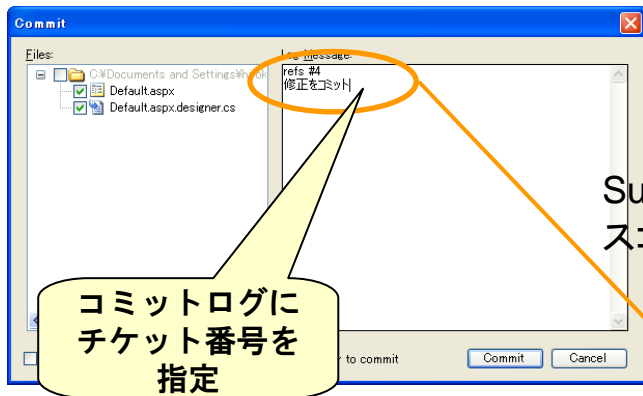 Commit
Files:
Log Message:
C:¥Documents and Settings¥
Default.aspx
Default.aspx.designer.cs
refs #4
修正をコミット
Su
スコ
コミットログに
チケット番号を
指定
to commit
Commit
Cancel